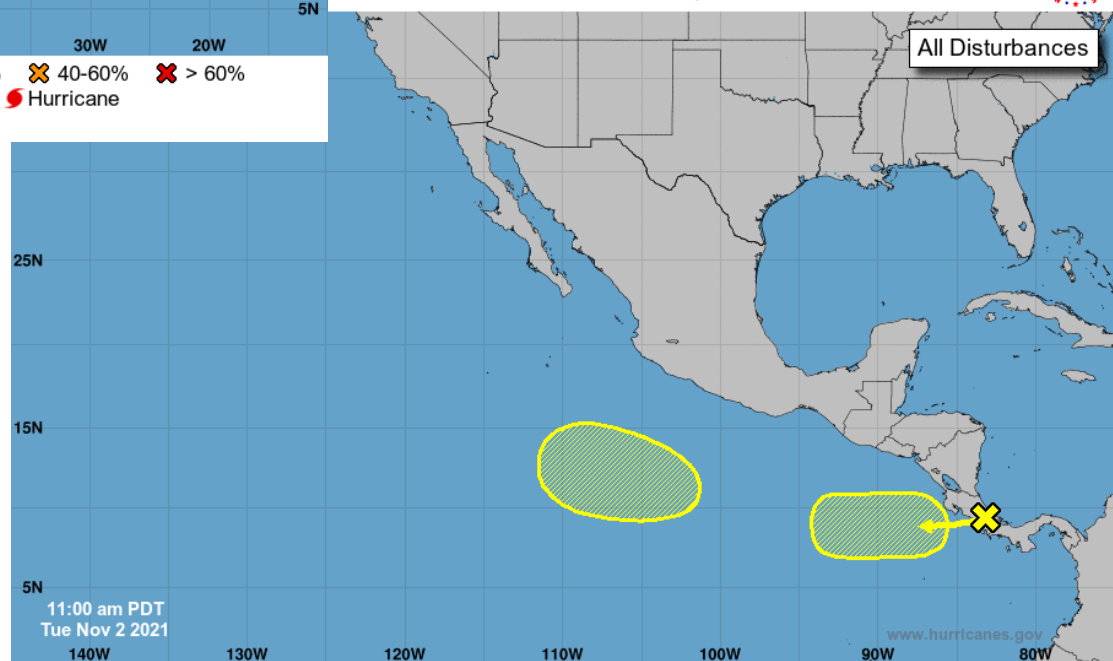 5N
30W 20W
40-60% > 60%
Hurricane
All Disturbances
25N
15N
5N
11:00 am PDT
Tue Nov 2 2021
www.hurricanes.gov
140W 130W 120W 110W 100W 90W 80W